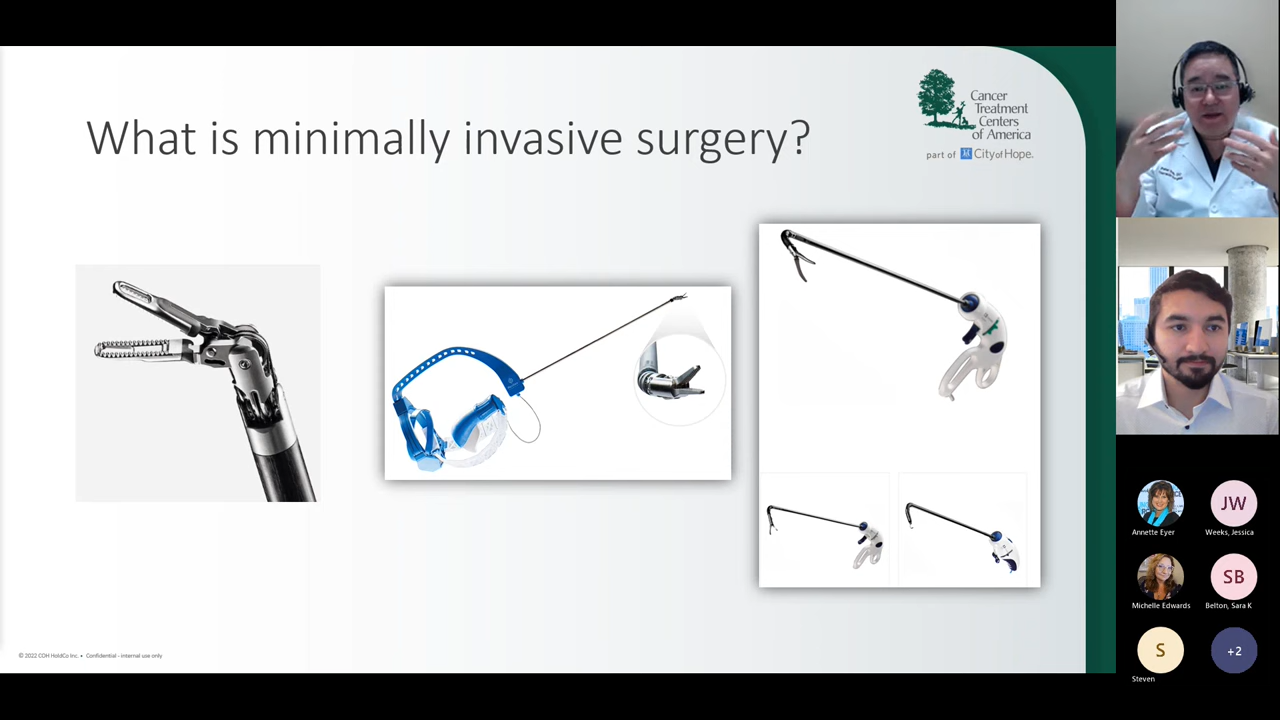 What is minimally invasive surgery?
Cancer
Treatment
Centers
of America
part of City of Hope.
© 2022 COH HoldCo Inc. • Confidential - internal use only
Annette Eyer
JW
Weeks, Jessica
Michelle Edwards
SB
Belton, Sara K
S
Steven
+2